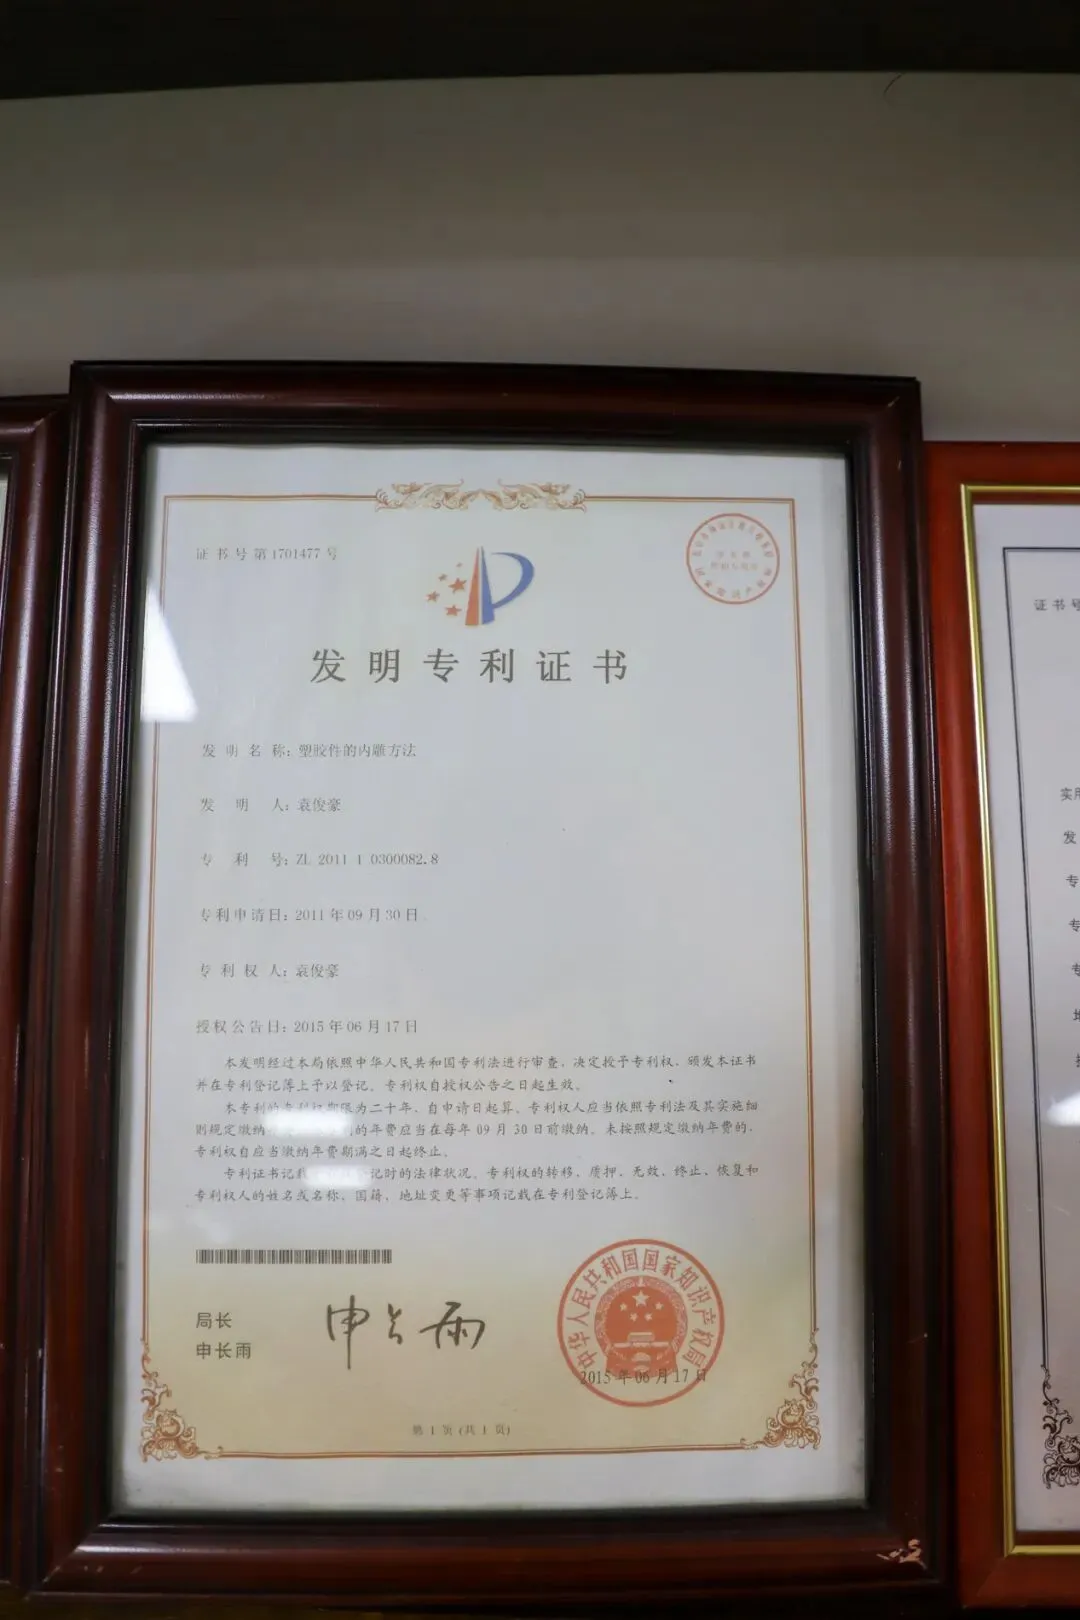 证书号第1701477号
发明专利证书
发明名称:塑胶件的内雕方法
发明人:袁俊豪
专利号:ZL 2011 1 0300082.8
专利申请日:2011年09月30日
专利权人:袁俊豪
授权公告日:2015年06月17日
本发明经过本局依照中华人民共和国专利法进行审查,决定授予专利权,颁发本证书
并在专利登记簿上予以登记。专利权自授权公告之日起生效。
本专利的专利权期限为二十年,自申请日起算。专利权人应当依照专利法及其实施细
则规定缴纳 的年费应当在每年09月30日前缴纳。未按照规定缴纳年费的,
专利权自应当缴纳年费期满之日起终止。
专利证书记载 记时的法律状况。专利权的转移、质押、无效、终止、恢复和
专利权人的姓名或名称、国籍、地址变更等事项记载在专利登记簿上。
局长
申长雨
申长雨
中华人民共和国国家知识产权局
2015年06月17日
第1页(共1页)
证书号
实用
发
专
专
专